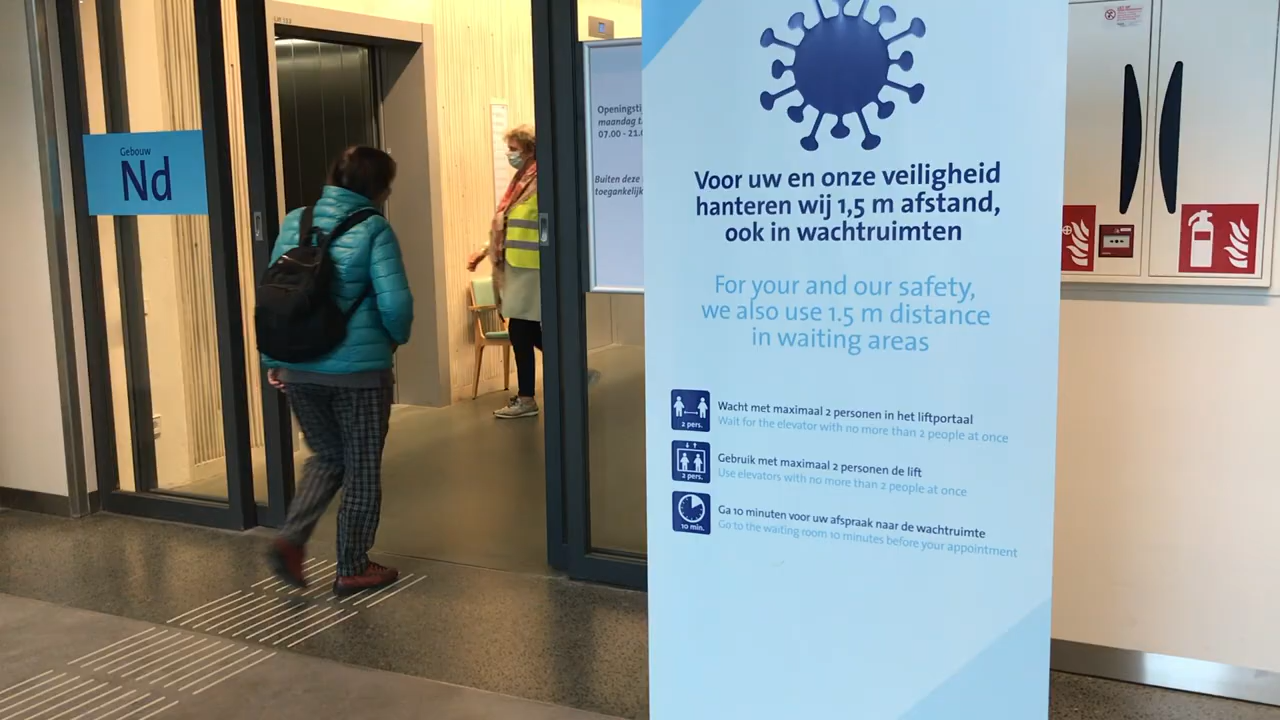 Gebouw
Nd
Openingstij
maandag t
07.00 - 21.
Buiten deze
toegankelijk
Voor uw en onze veiligheid
hanteren wij 1,5 m afstand,
ook in wachtruimten
For your and our safety,
we also use 1.5 m distance
in waiting areas
2 pers.
Wacht met maximaal 2 personen in het liftportaal
Wait for the elevator with no more than 2 people at once
2 pers.
Gebruik met maximaal 2 personen de lift
Use elevators with no more than 2 people at once
10 min.
Ga 10 minuten voor uw afspraak naar de wachtruimte
Go to the waiting room 10 minutes before your appointment